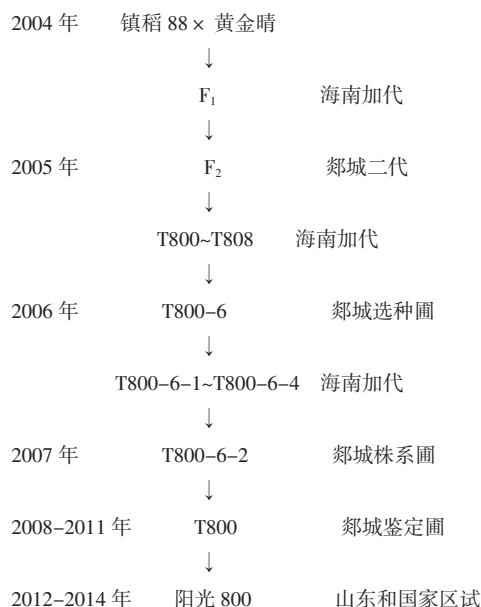 2004 年 镇稻 88 × 黄金晴
↓
F₁ 海南加代
↓
2005 年 F₂ 郯城二代
↓
T800~T808 海南加代
↓
2006 年 T800-6 郯城选种圃
↓
T800-6-1~T800-6-4 海南加代
↓
2007 年 T800-6-2 郯城株系圃
↓
2008-2011 年 T800 郯城鉴定圃
↓
2012-2014 年 阳光 800 山东和国家区试